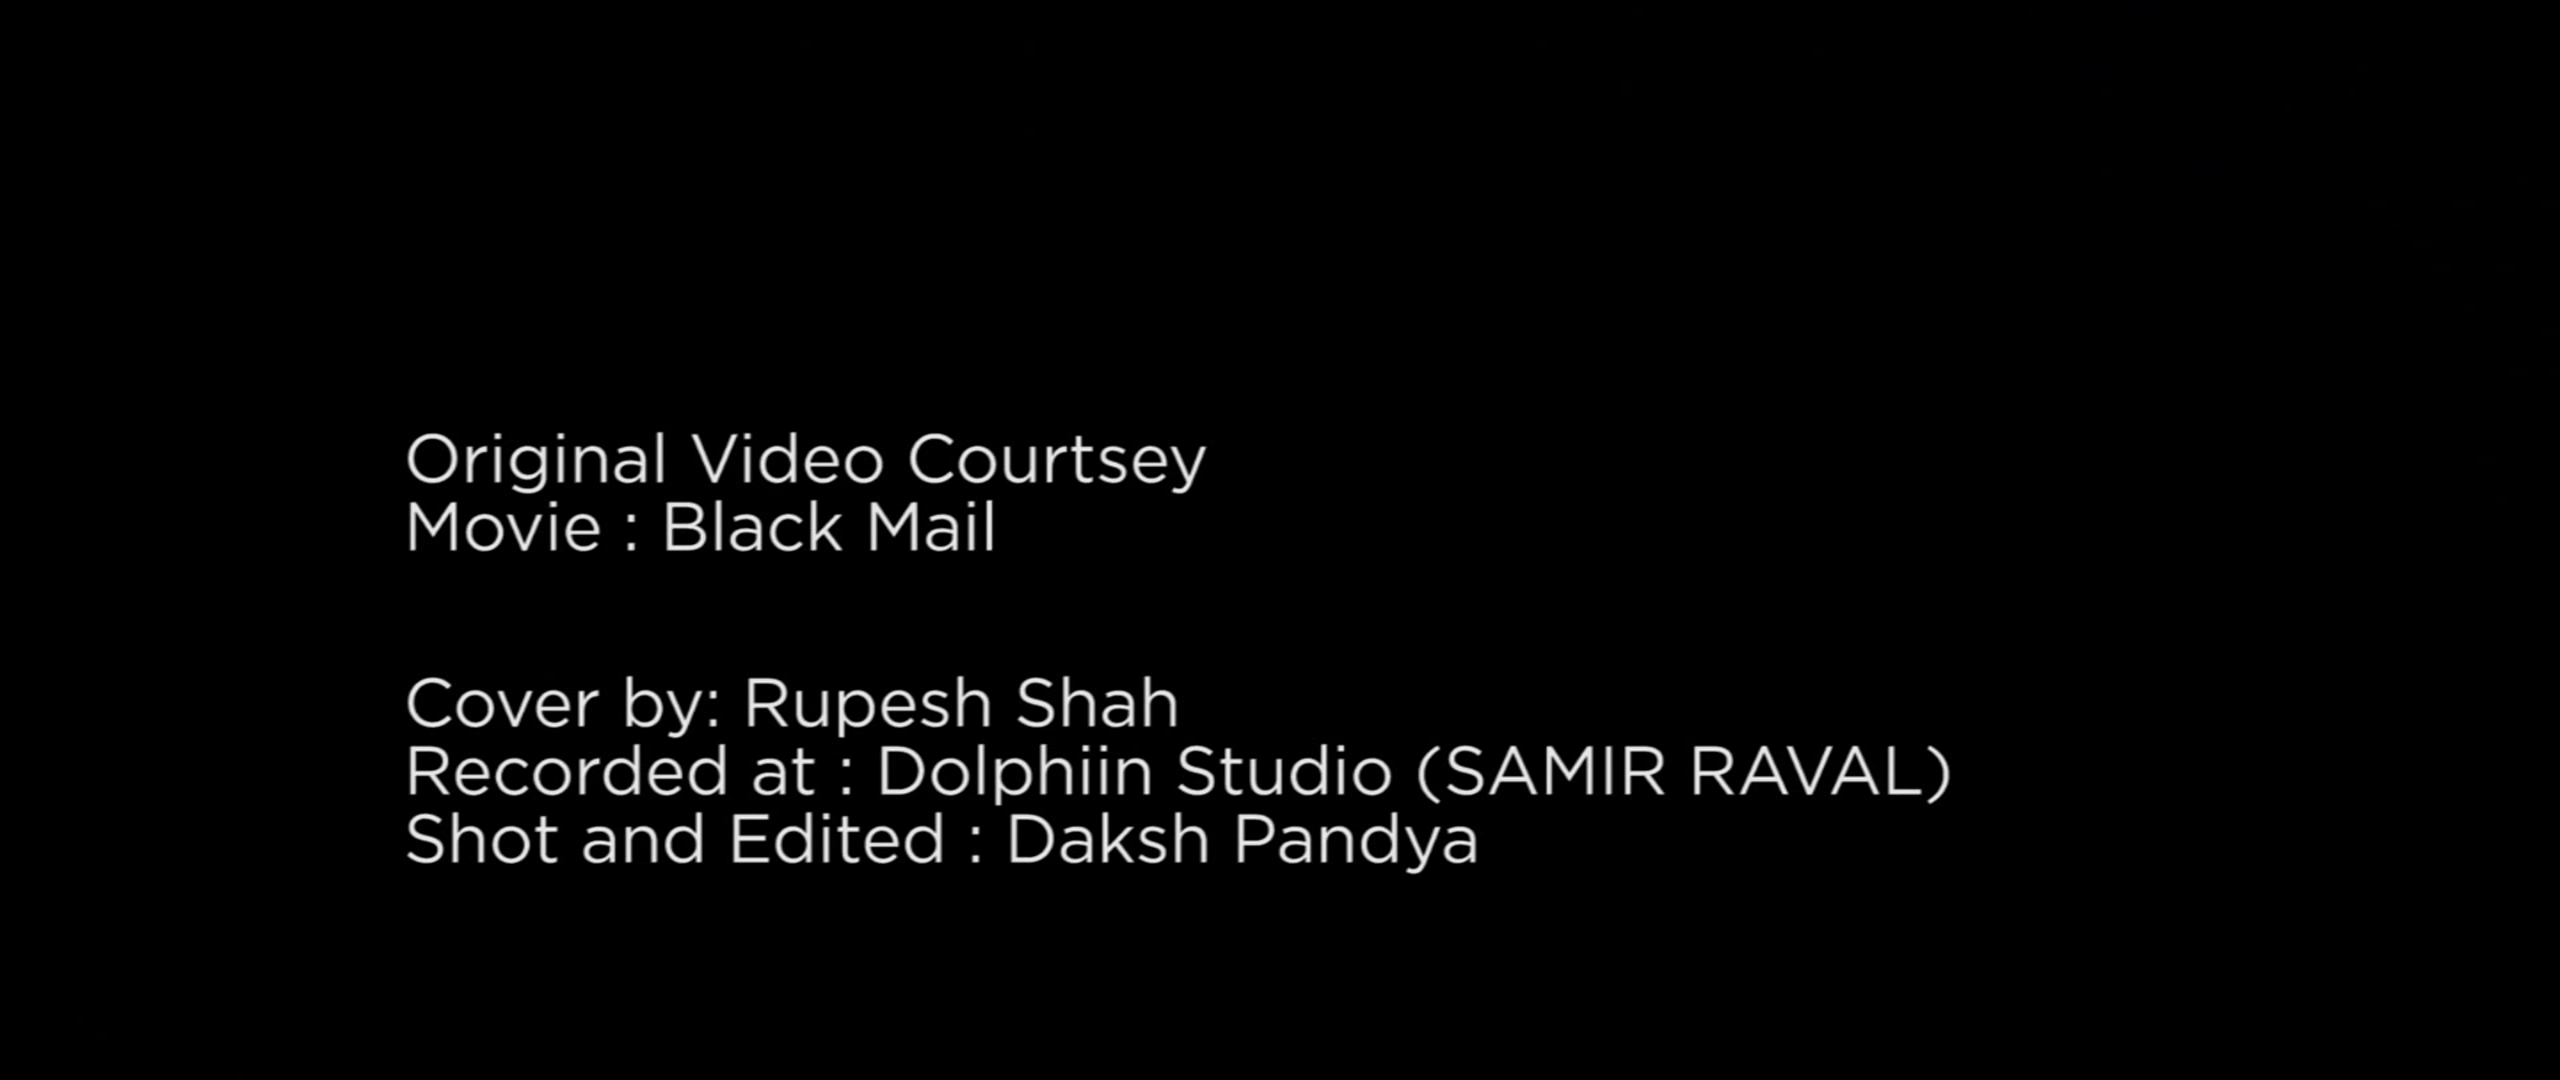 Original Video Courtsey
Movie : Black Mail
Cover by: Rupesh Shah
Recorded at : Dolphiin Studio (SAMIR RAVAL)
Shot and Edited : Daksh Pandya